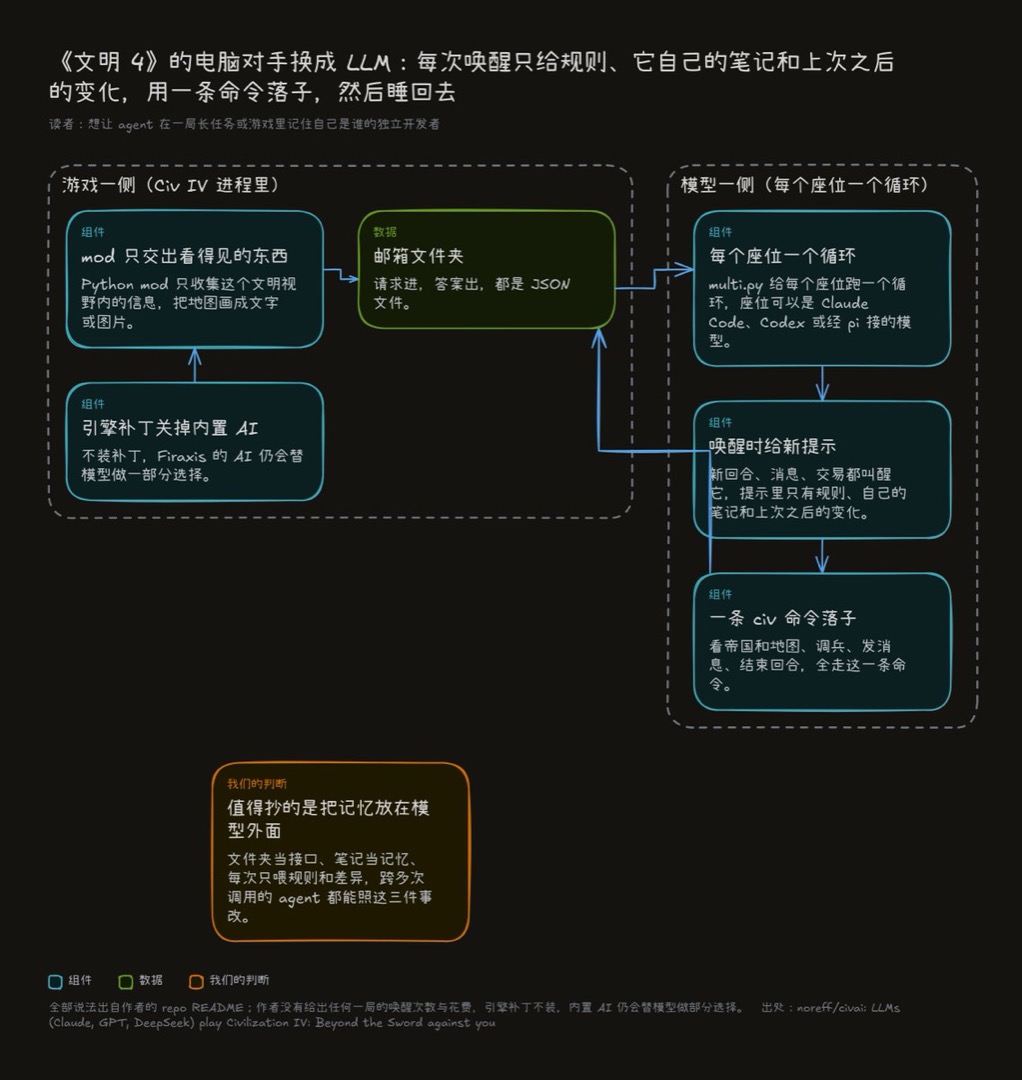 《文明 4》的电脑对手换成 LLM：每次唤醒只给规则、它自己的笔记和上次之后
的变化，用一条命令落子，然后睡回去
读者：想让 agent 在一局长任务或游戏里记住自己是谁的独立开发者
游戏一侧（Civ IV 进程里）
组件
mod 只交出看得见的东西
Python mod 只收集这个文明视
野内的信息，把地图画成文字
或图片。
数据
邮箱文件夹
请求进，答案出，都是 JSON
文件。
组件
引擎补丁关掉内置 AI
不装补丁，Firaxis 的 AI 仍会替
模型做一部分选择。
模型一侧（每个座位一个循环）
组件
每个座位一个循环
multi.py 给每个座位跑一个循
环，座位可以是 Claude
Code、Codex 或经 pi 接的模
型。
组件
唤醒时给新提示
新回合、消息、交易都叫醒
它，提示里只有规则、自己的
笔记和上次之后的变化。
组件
一条 civ 命令落子
看帝国和地图、调兵、发消
息、结束回合，全走这一条命
令。
我们的判断
值得抄的是把记忆放在模
型外面
文件夹当接口、笔记当记忆、
每次只喂规则和差异，跨多次
调用的 agent 都能照这三件事
改。
组件
数据
我们的判断
全部说法出自作者的 repo README；作者没有给出任何一局的唤醒次数与花费，引擎补丁不装，内置 AI 仍会替模型做部分选择。 出处：noreff/civai: LLMs
(Claude, GPT, DeepSeek) play Civilization IV: Beyond the Sword against you